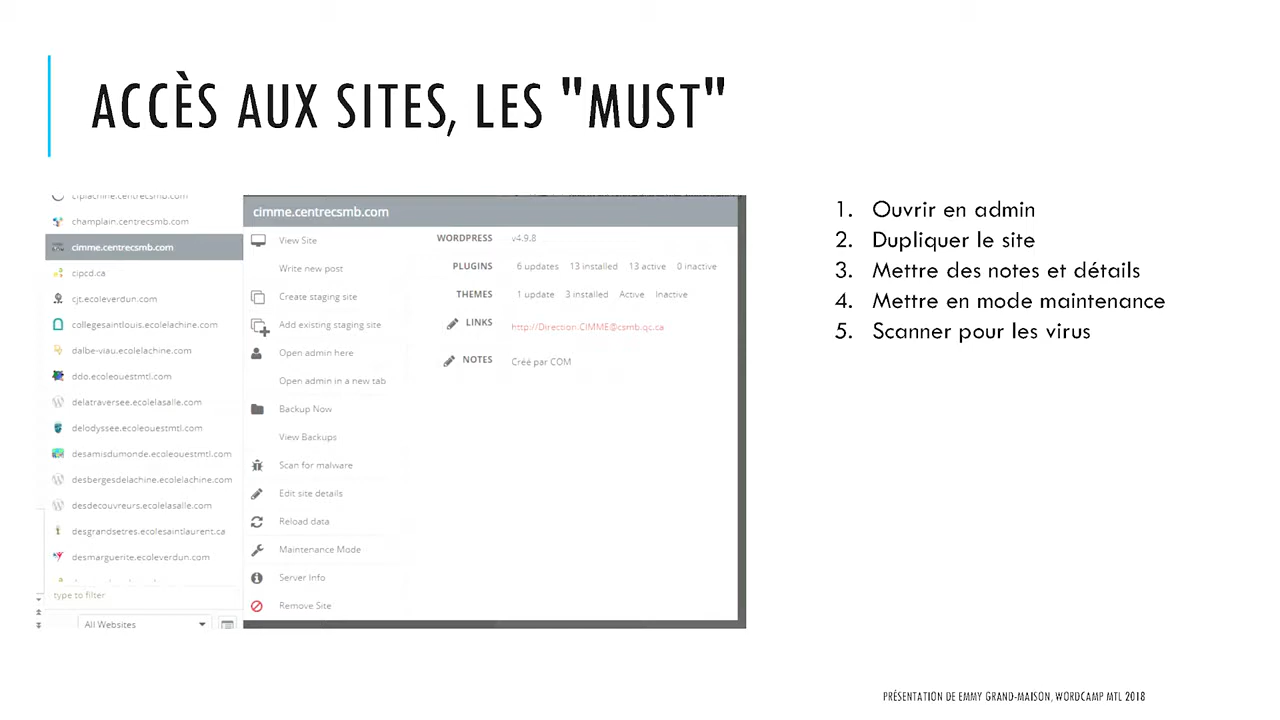 ACCÈS AUX SITES, LES "MUST"
ciplachine.centrecsmb.com
champlain.centrecsmb.com
cimme.centrecsmb.com
cipcd.ca
cjt.ecoleverdun.com
collegesaintlouis.ecolelachine.com
dalbe-viau.ecolelachine.com
ddo.ecoleouestmtl.com
delatraversee.ecolelasalle.com
delodyssee.ecoleouestmtl.com
desamisdumonde.ecoleouestmtl.com
desbergesdelachine.ecolelachine.com
desdecouvreurs.ecolelasalle.com
desgrandsetres.ecolesaintlaurent.ca
desmarguerite.ecoleverdun.com
type to filter
All Websites
cimme.centrecsmb.com
View Site
Write new post
Create staging site
Add existing staging site
Open admin here
Open admin in a new tab
Backup Now
View Backups
Scan for malware
Edit site details
Reload data
Maintenance Mode
Server Info
Remove Site
WORDPRESS v4.9.8
PLUGINS 6 updates 13 installed 13 active 0 inactive
THEMES 1 update 3 installed Active Inactive
LINKS http://Direction.CIMME@csmb.qc.ca
NOTES Créé par COM
1. Ouvrir en admin
2. Dupliquer le site
3. Mettre des notes et détails
4. Mettre en mode maintenance
5. Scanner pour les virus
PRÉSENTATION DE EMMY GRAND-MAISON, WORDCAMP MTL 2018